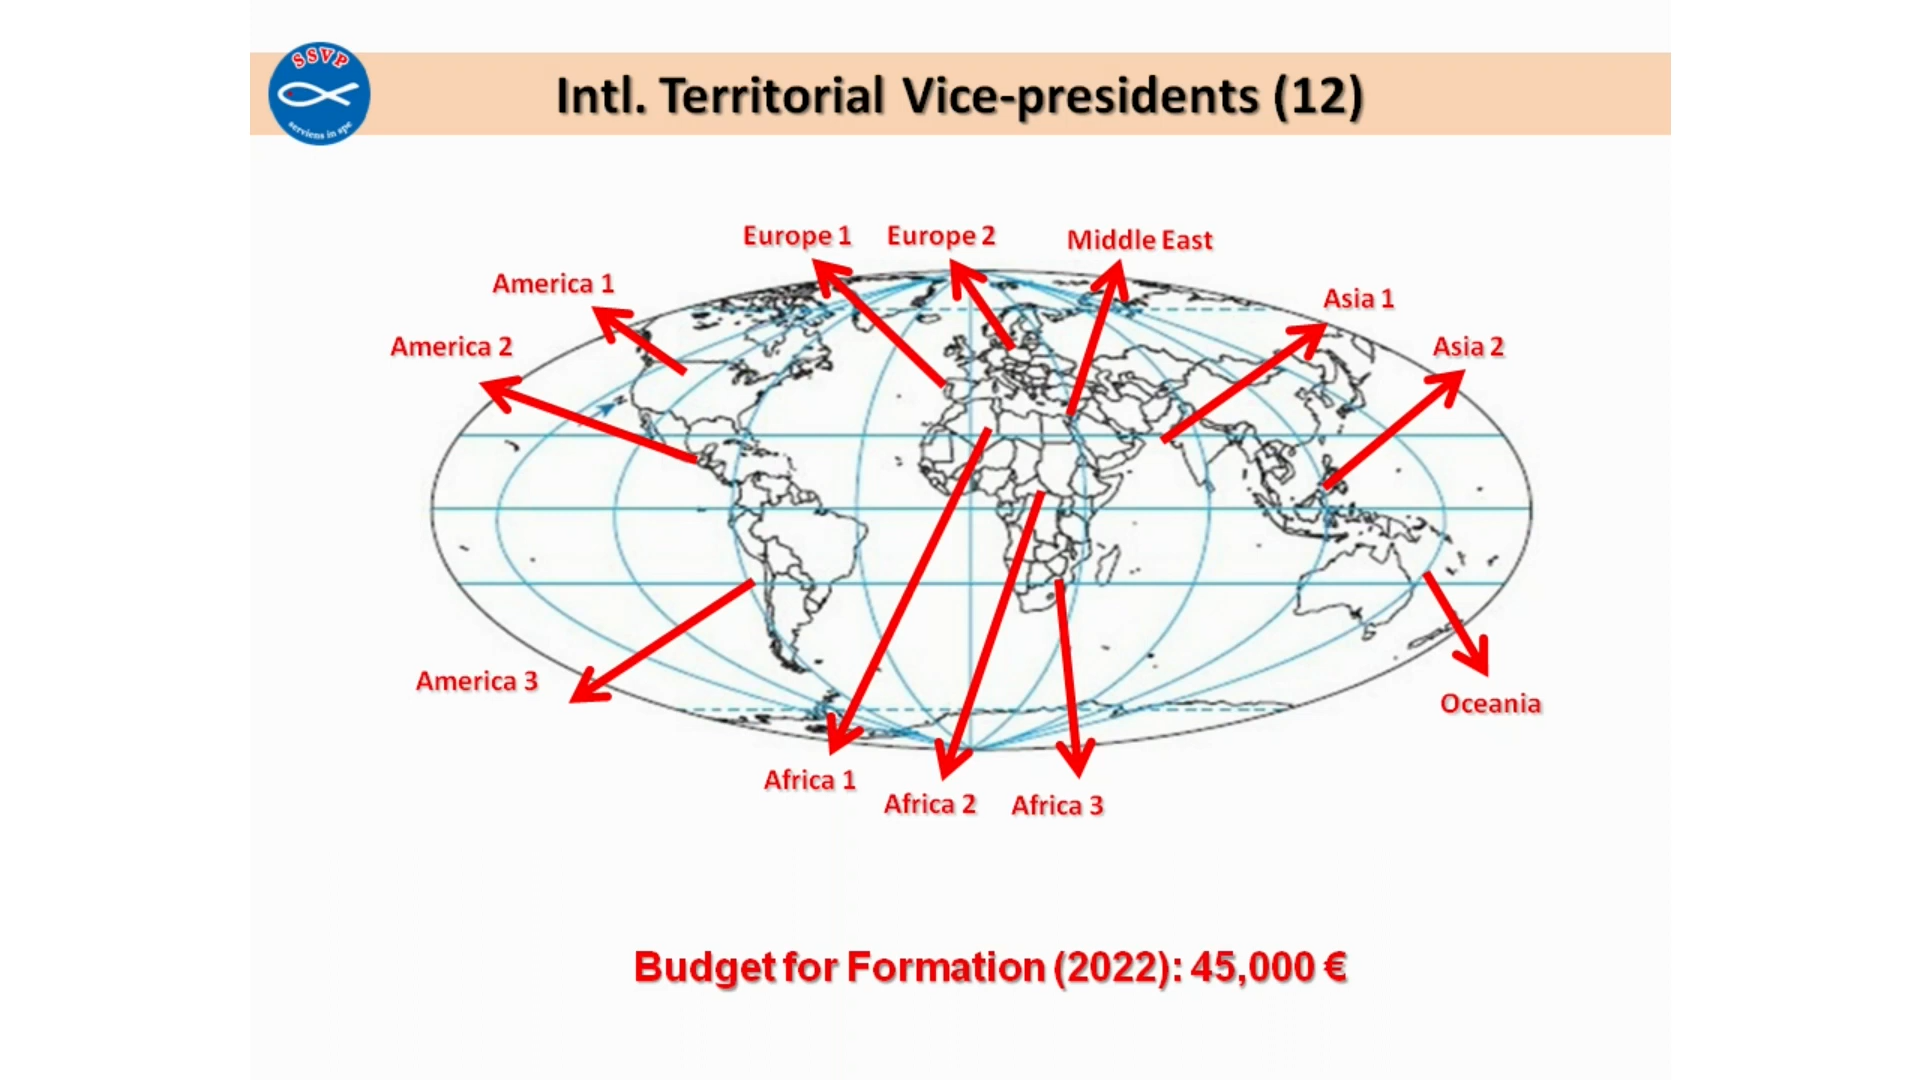 SSVP
serviens in spe
Intl. Territorial Vice-presidents (12)
Europe 1
Europe 2
Middle East
America 1
Asia 1
America 2
Asia 2
America 3
Oceania
Africa 1
Africa 2
Africa 3
Budget for Formation (2022): 45,000 €